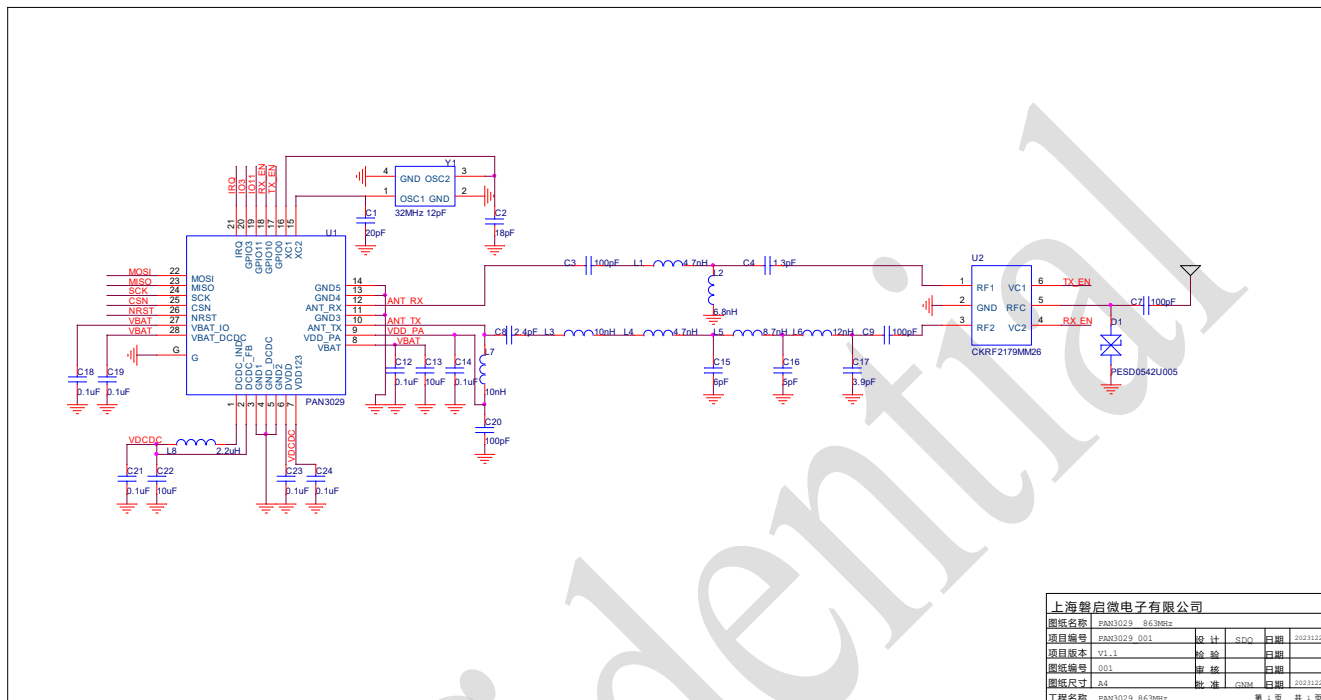 Y1
4
GND OSC2
3
1
OSC1 GND
2
32MHz 12pF
C1
20pF
C2
18pF
IRQ
IO3
IO11
RX_EN
TX_EN
21
20
19
18
17
16
15
U1
IRQ
GPIO3
GPIO11
GPIO10
GPIO0
XC1
XC2
MOSI 22 MOSI
MISO 23 MISO
SCK 24 SCK
CSN 25 CSN
NRST 26 NRST
VBAT 27 VBAT_IO
VBAT 28 VBAT_DCDC
G G
GND5 14
GND4 13
ANT_RX 12 ANT_RX
GND3 11
ANT_TX 10 ANT_TX
VDD_PA 9 VDD_PA
VBAT 8 VBAT
DCDC_IND
DCDC_FB
GND1
GND_DCDC
GND2
DVDD
VDD123
1
2
3
4
5
6
7
PAN3029
C18
0.1uF
C19
0.1uF
VDCDC
L8
2.2uH
C21
0.1uF
C22
10uF
VDCDC
C23
0.1uF
C24
0.1uF
C12
0.1uF
C13
10uF
C14
0.1uF
L7
10nH
C20
100pF
C3
100pF
L1
4.7nH
L2
6.8nH
C4
1.3pF
C8
2.4pF
L3
10nH
L4
4.7nH
L5
8.7nH
L6
12nH
C9
100pF
C15
6pF
C16
5pF
C17
3.9pF
U2
1 RF1 VC1 6 TX_EN
2 GND RFC 5
3 RF2 VC2 4 RX_EN
CKRF2179MM26
C7
100pF
D1
PESD0542U005
上海磐启微电子有限公司
图纸名称 PAN3029 863MHz
项目编号 PAN3029_001 设 计 SDQ 日期
项目版本 V1.1 检 验 日期
图纸编号 001 审 核 日期
图纸尺寸 A4 批 准 GNM 日期
工程名称 PAN3029_863MHz 第 1 页 共 1 页